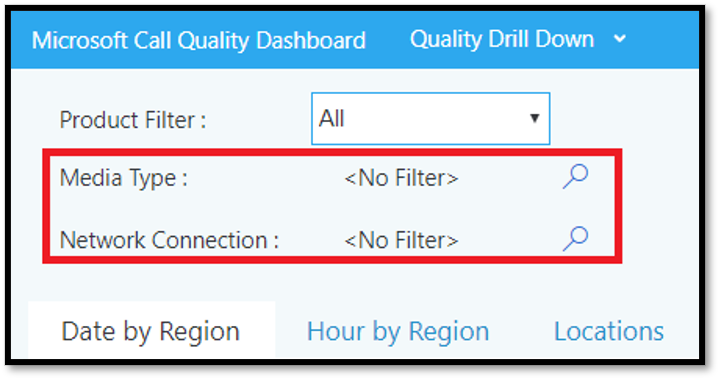 Microsoft Call Quality Dashboard Quality Drill Down
Product Filter : All
Media Type : <No Filter>
Network Connection : <No Filter>
Date by Region Hour by Region Locations